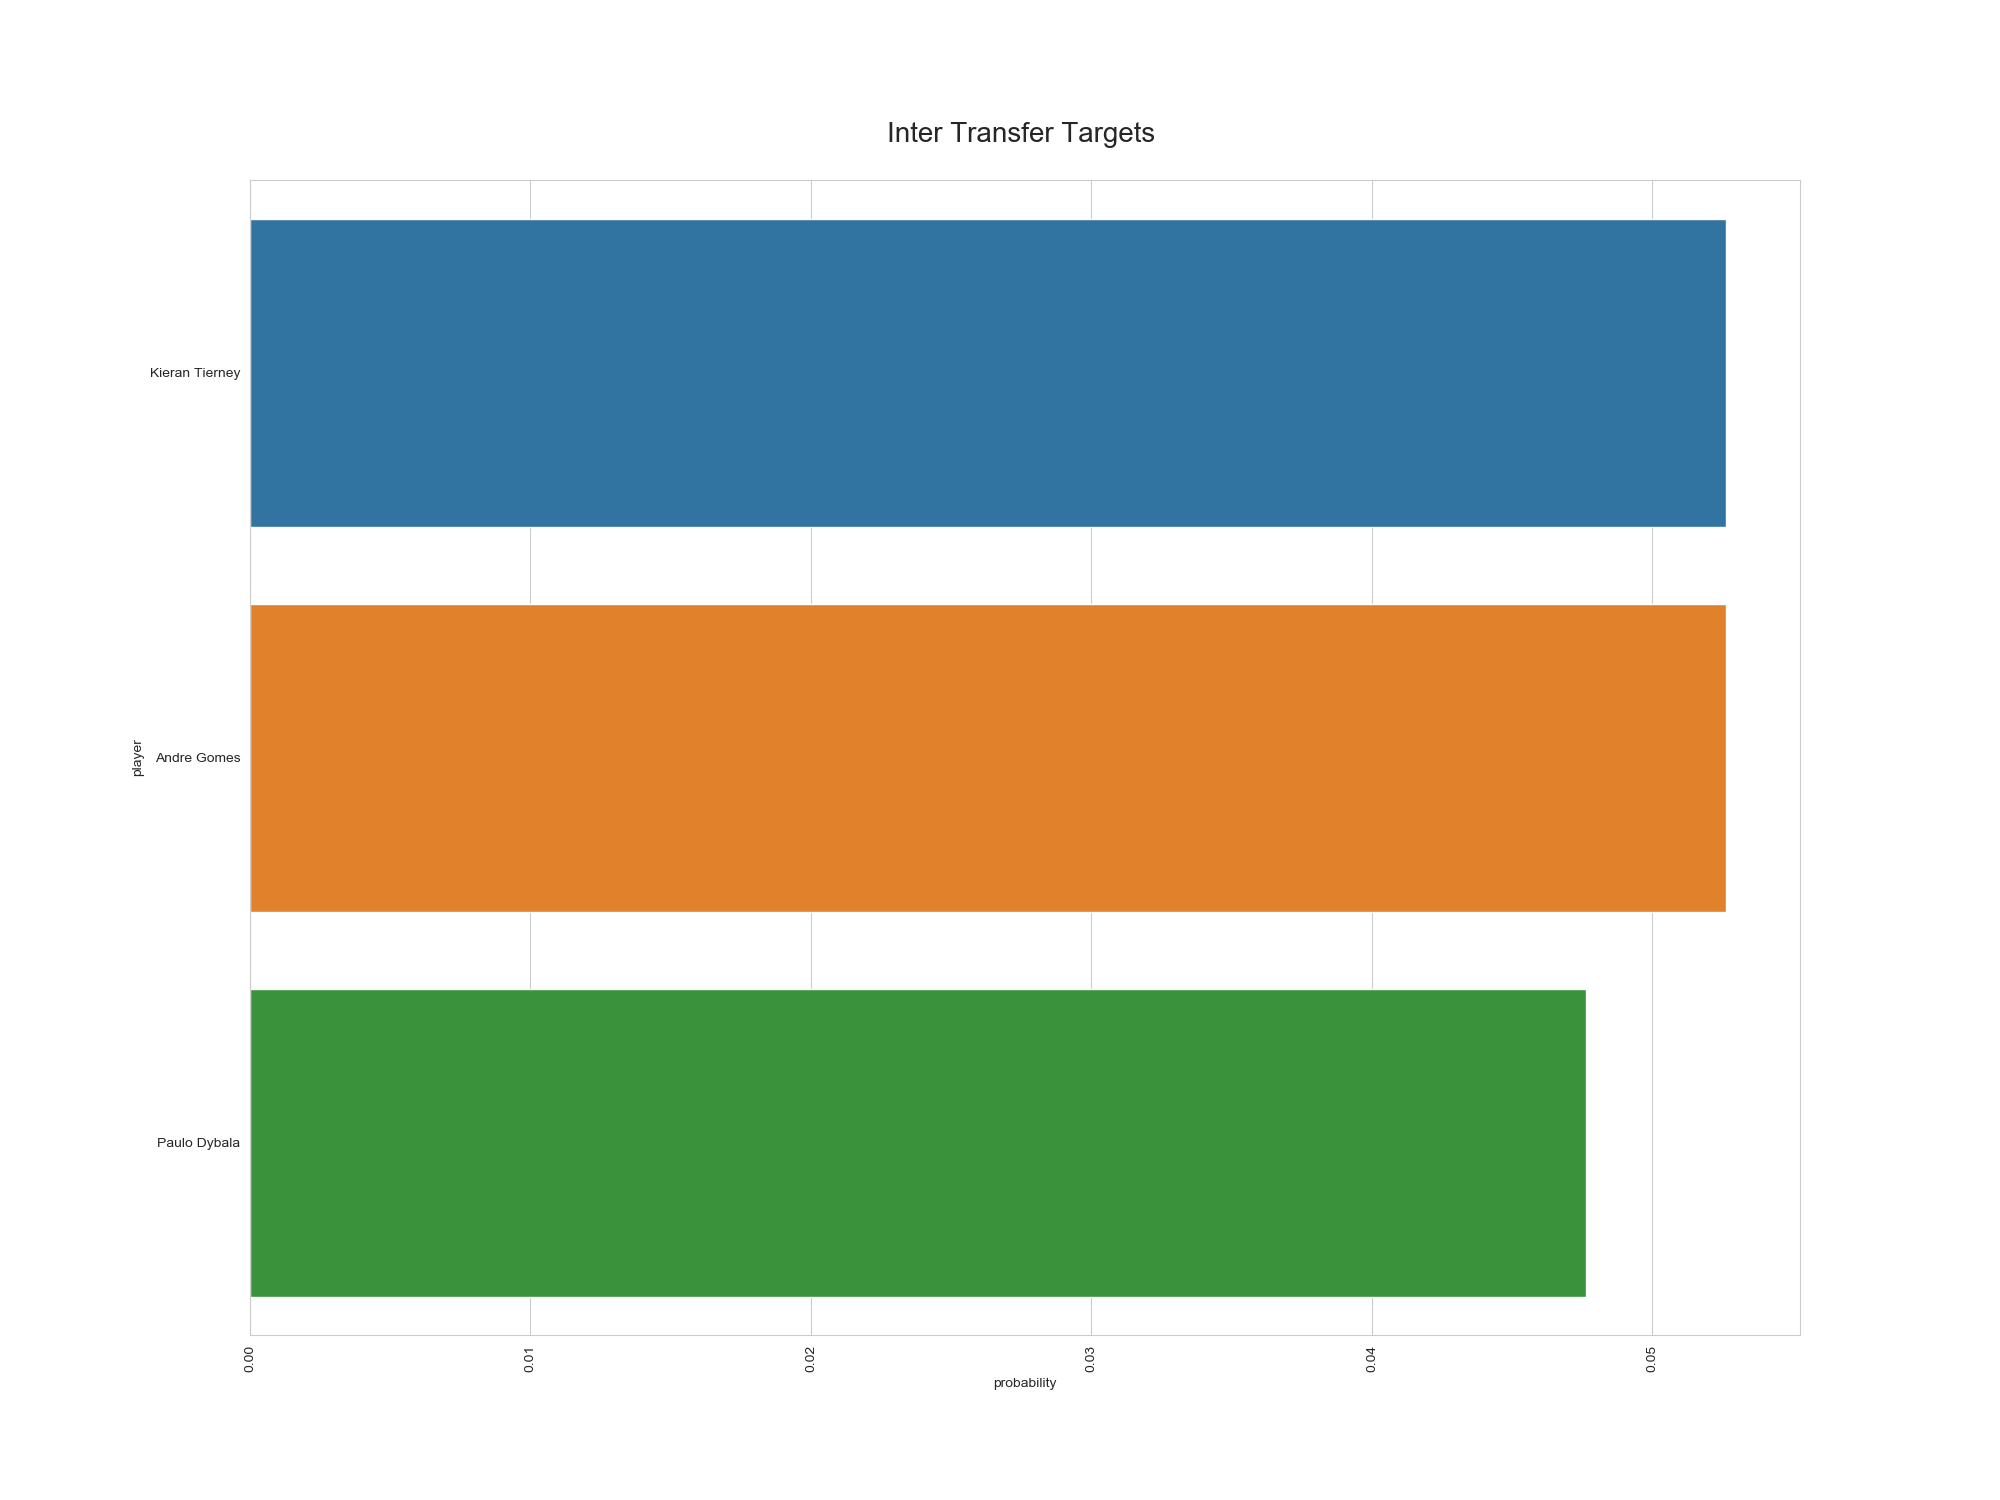 Inter Transfer Targets
Kieran Tierney
Andre Gomes
Paulo Dybala
player
0.00
0.01
0.02
0.03
0.04
0.05
probability